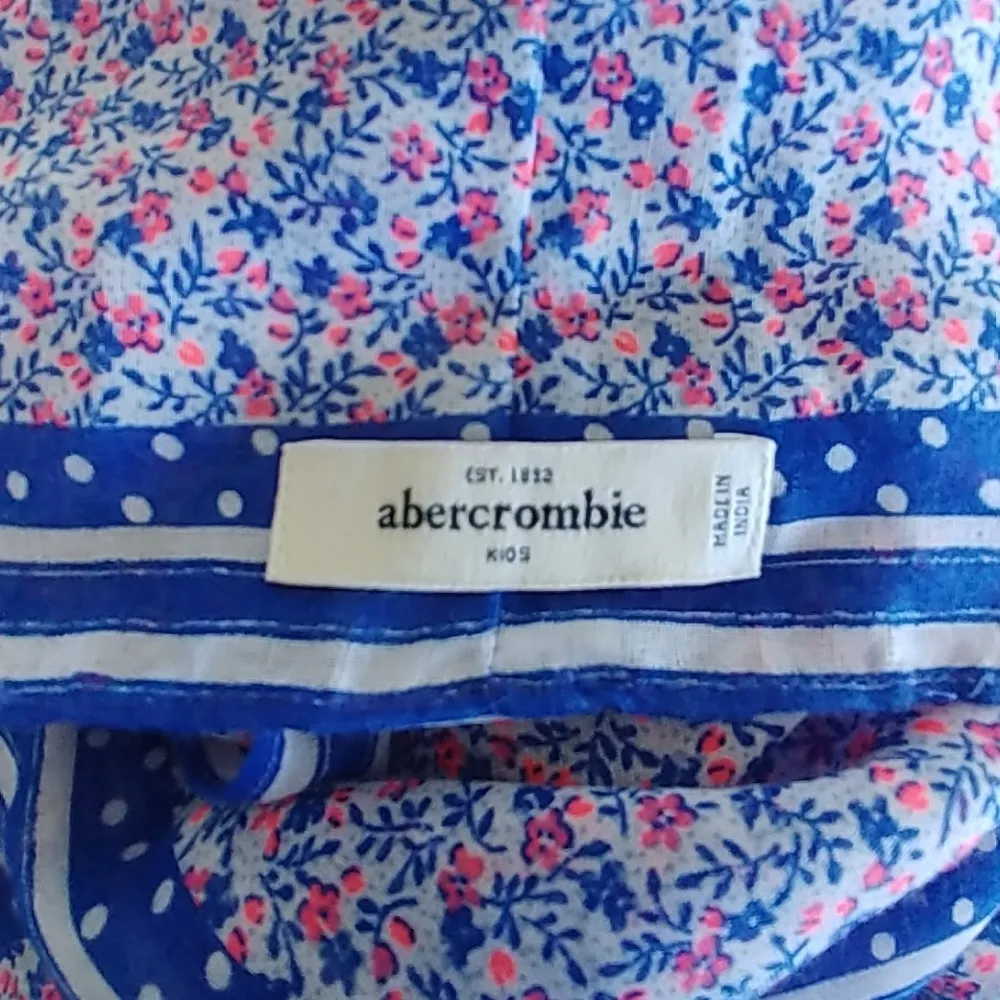 EST. 1892
abercrombie
KIDS
MADE IN
INDIA